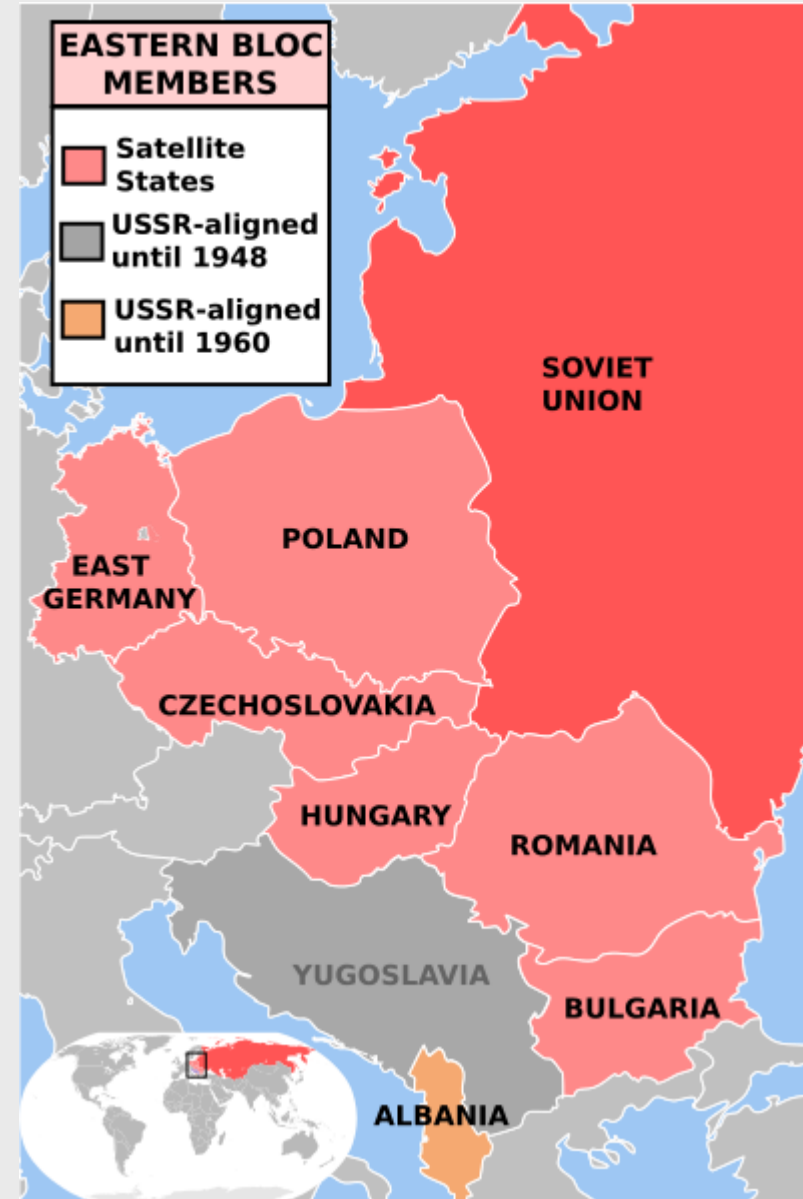 EASTERN BLOC
MEMBERS
Satellite
States
USSR-aligned
until 1948
USSR-aligned
until 1960
SOVIET
UNION
POLAND
EAST
GERMANY
CZECHOSLOVAKIA
HUNGARY
ROMANIA
YUGOSLAVIA
BULGARIA
ALBANIA